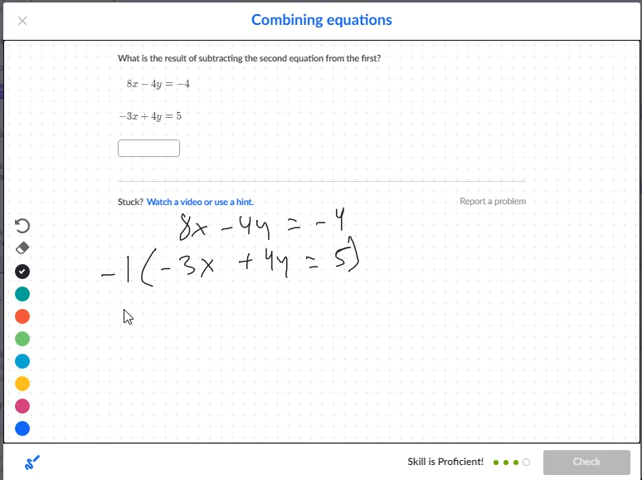 Combining equations
What is the result of subtracting the second equation from the first?
8x − 4y = −4
−3x + 4y = 5
Stuck? Watch a video or use a hint.
Report a problem
8x - 4y = -4
-1(-3x + 4y = 5)
Skill is Proficient!
Check